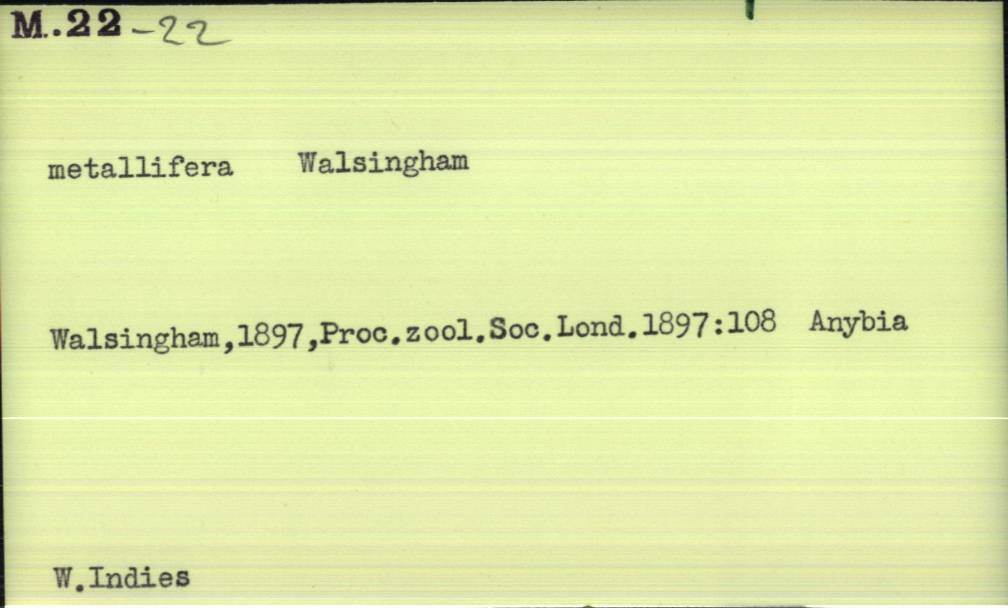 M.22-22
metallifera Walsingham
Walsingham,1897,Proc.zool.Soc.Lond.1897:108 Anybia
W.Indies